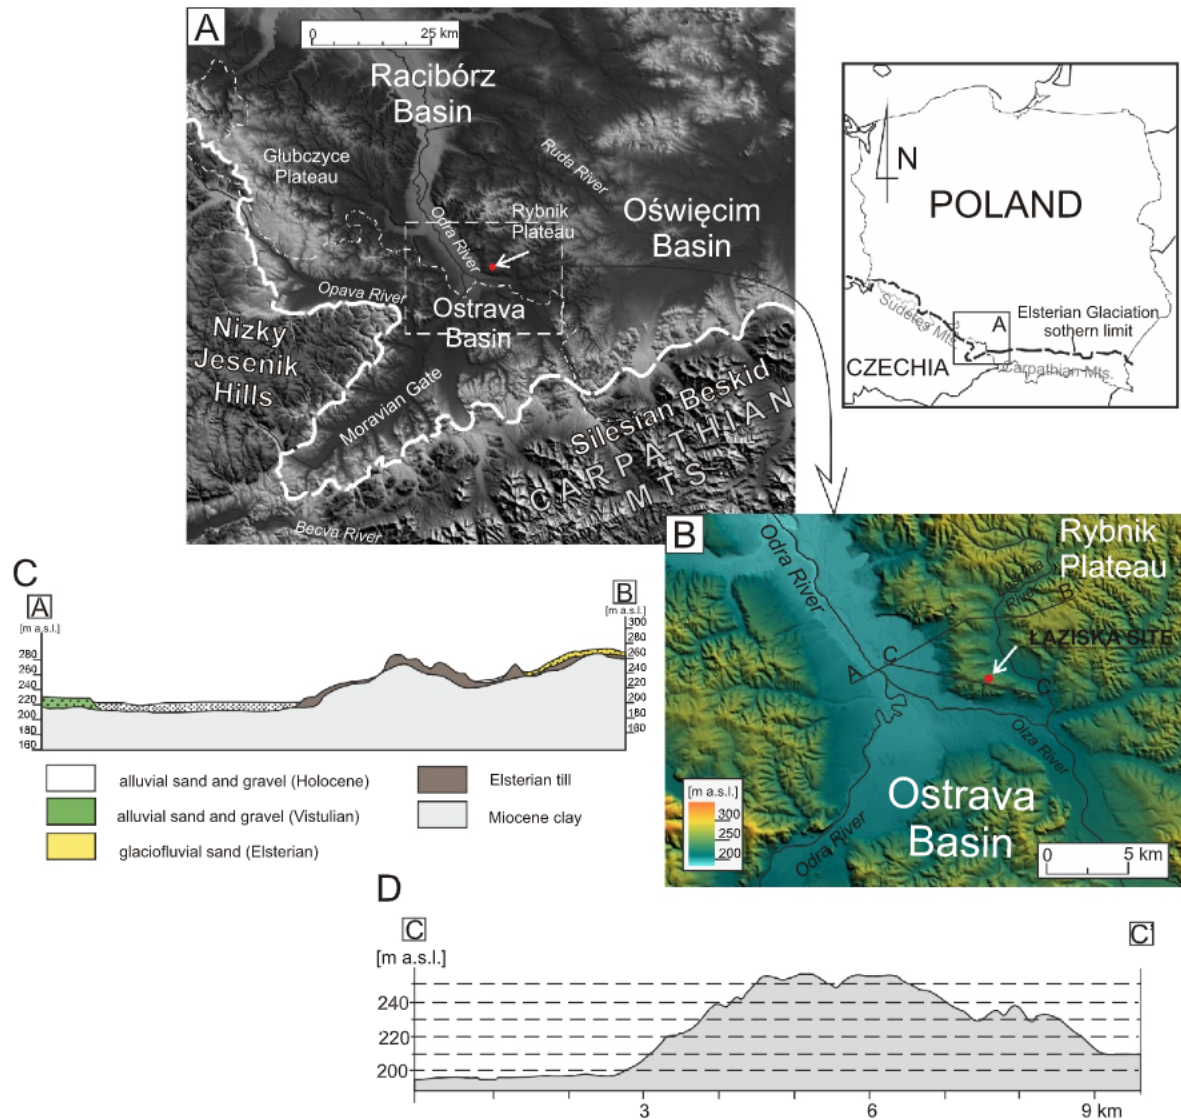 A
0 25 km
Racibórz
Basin
Głubczyce
Plateau
Ruda River
Odra River
Rybnik
Plateau
Oświęcim
Basin
Opava River
Ostrava
Basin
Nizky
Jesenik
Hills
Moravian Gate
Silesian Beskid
CARPATHIAN
MTS
Becva River
N
POLAND
Sudetes Mts.
A
Elsterian Glaciation
sothern limit
CZECHIA
Carpathian Mts.
B
Odra River
Rybnik
Plateau
River
B
ŁAZISKA SITE
C
A
C'
Olza River
[m a.s.l.]
300
250
200
Ostrava
Basin
Odra River
0 5 km
C
A
[m a.s.l.]
280
260
240
220
200
180
160
B
[m a.s.l.]
300
280
260
240
220
200
180
160
alluvial sand and gravel (Holocene)
alluvial sand and gravel (Vistulian)
glaciofluvial sand (Elsterian)
Elsterian till
Miocene clay
D
C
C'
[m a.s.l.]
240
220
200
3 6 9 km